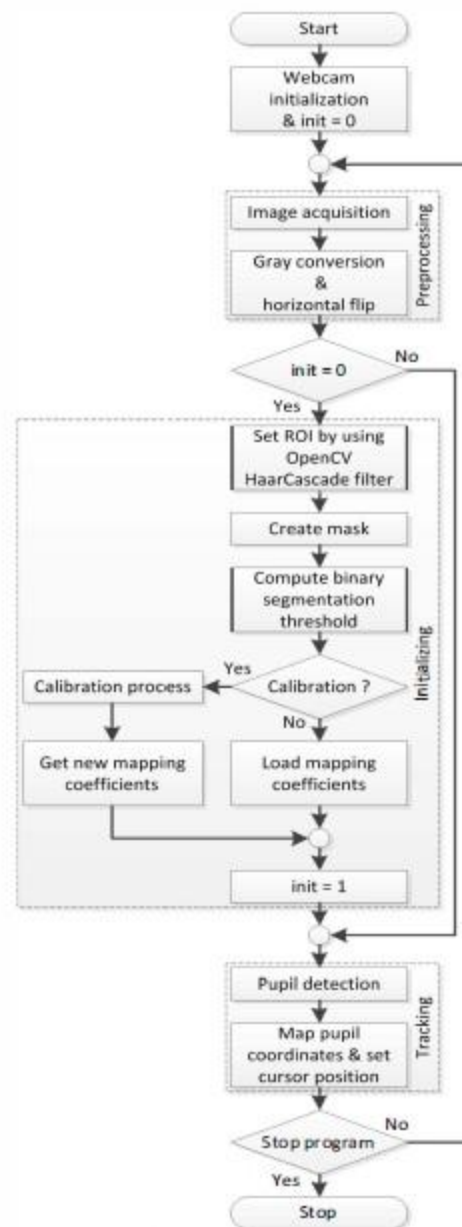 Start
Webcam
initialization
& init = 0
Image acquisition
Gray conversion
&
horizontal flip
Preprocessing
init = 0
No
Yes
Set ROI by using
OpenCV
HaarCascade filter
Create mask
Compute binary
segmentation
threshold
Initializing
Calibration ?
Yes
No
Calibration process
Get new mapping
coefficients
Load mapping
coefficients
init = 1
Pupil detection
Map pupil
coordinates & set
cursor position
Tracking
Stop program
No
Yes
Stop